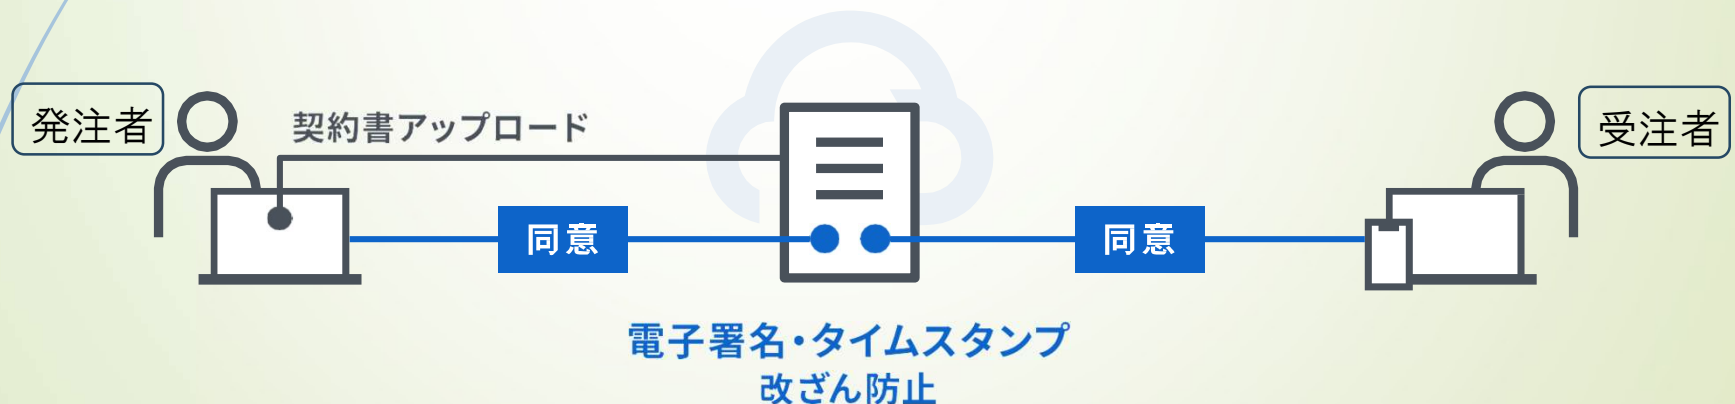 発注者
契約書アップロード
受注者
同意
同意
電子署名・タイムスタンプ
改ざん防止